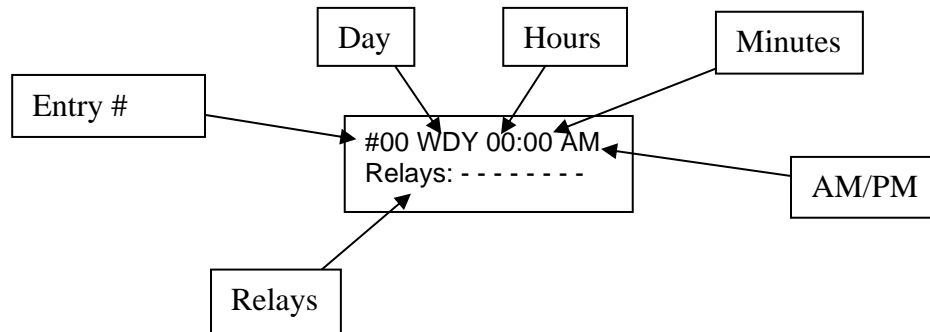 Day
Hours
Minutes
Entry #
#00 WDY 00:00 AM
Relays: - - - - - - - -
AM/PM
Relays